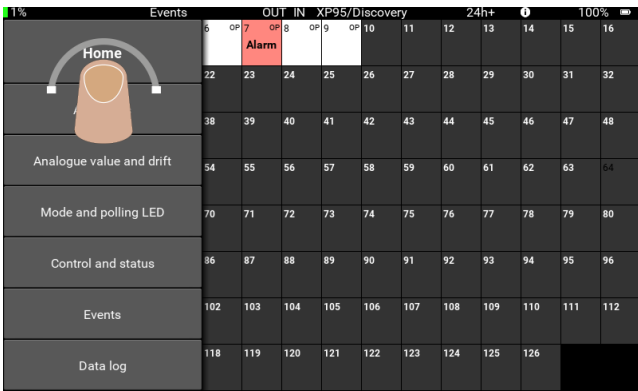 1% Events OUT IN XP95/Discovery 24h+ 100%
Home
Analogue value and drift
Mode and polling LED
Control and status
Events
Data log
6 OP 7 OP 8 OP 9 OP 10 11 12 13 14 15 16
Alarm
22 23 24 25 26 27 28 29 30 31 32
38 39 40 41 42 43 44 45 46 47 48
54 55 56 57 58 59 60 61 62 63 64
70 71 72 73 74 75 76 77 78 79 80
86 87 88 89 90 91 92 93 94 95 96
102 103 104 105 106 107 108 109 110 111 112
118 119 120 121 122 123 124 125 126